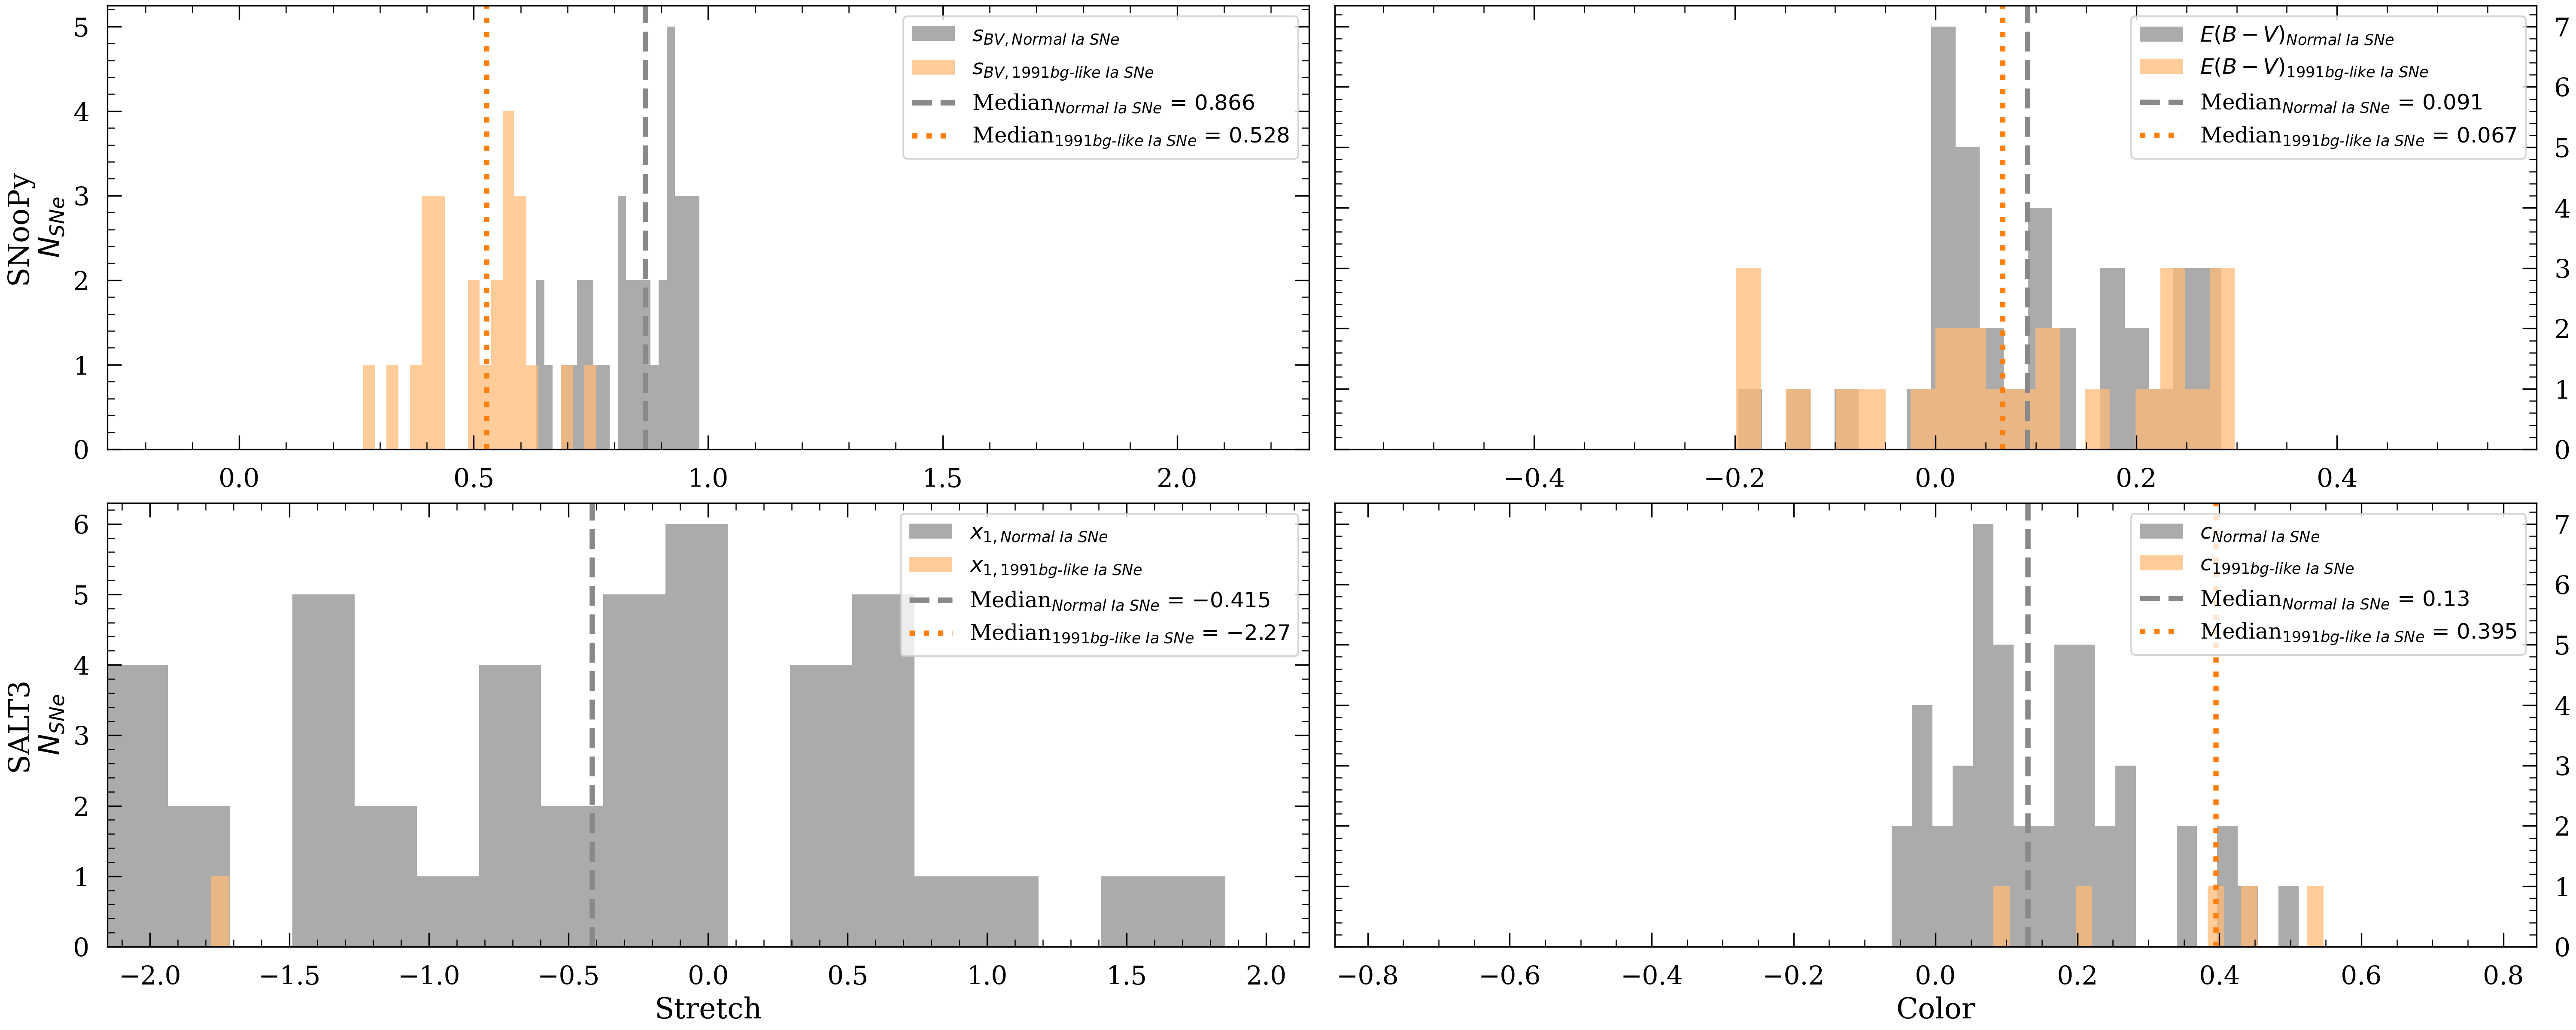 SNooPy
N_SNe
5
4
3
2
1
0
0.0 0.5 1.0 1.5 2.0
s_BV, Normal Ia SNe
s_BV, 1991bg-like Ia SNe
Median_Normal Ia SNe = 0.866
Median_1991bg-like Ia SNe = 0.528
E(B − V)_Normal Ia SNe
E(B − V)_1991bg-like Ia SNe
Median_Normal Ia SNe = 0.091
Median_1991bg-like Ia SNe = 0.067
7
6
5
4
3
2
1
0
−0.4 −0.2 0.0 0.2 0.4
SALT3
N_SNe
6
5
4
3
2
1
0
−2.0 −1.5 −1.0 −0.5 0.0 0.5 1.0 1.5 2.0
Stretch
x_1, Normal Ia SNe
x_1, 1991bg-like Ia SNe
Median_Normal Ia SNe = −0.415
Median_1991bg-like Ia SNe = −2.27
c_Normal Ia SNe
c_1991bg-like Ia SNe
Median_Normal Ia SNe = 0.13
Median_1991bg-like Ia SNe = 0.395
7
6
5
4
3
2
1
0
−0.8 −0.6 −0.4 −0.2 0.0 0.2 0.4 0.6 0.8
Color